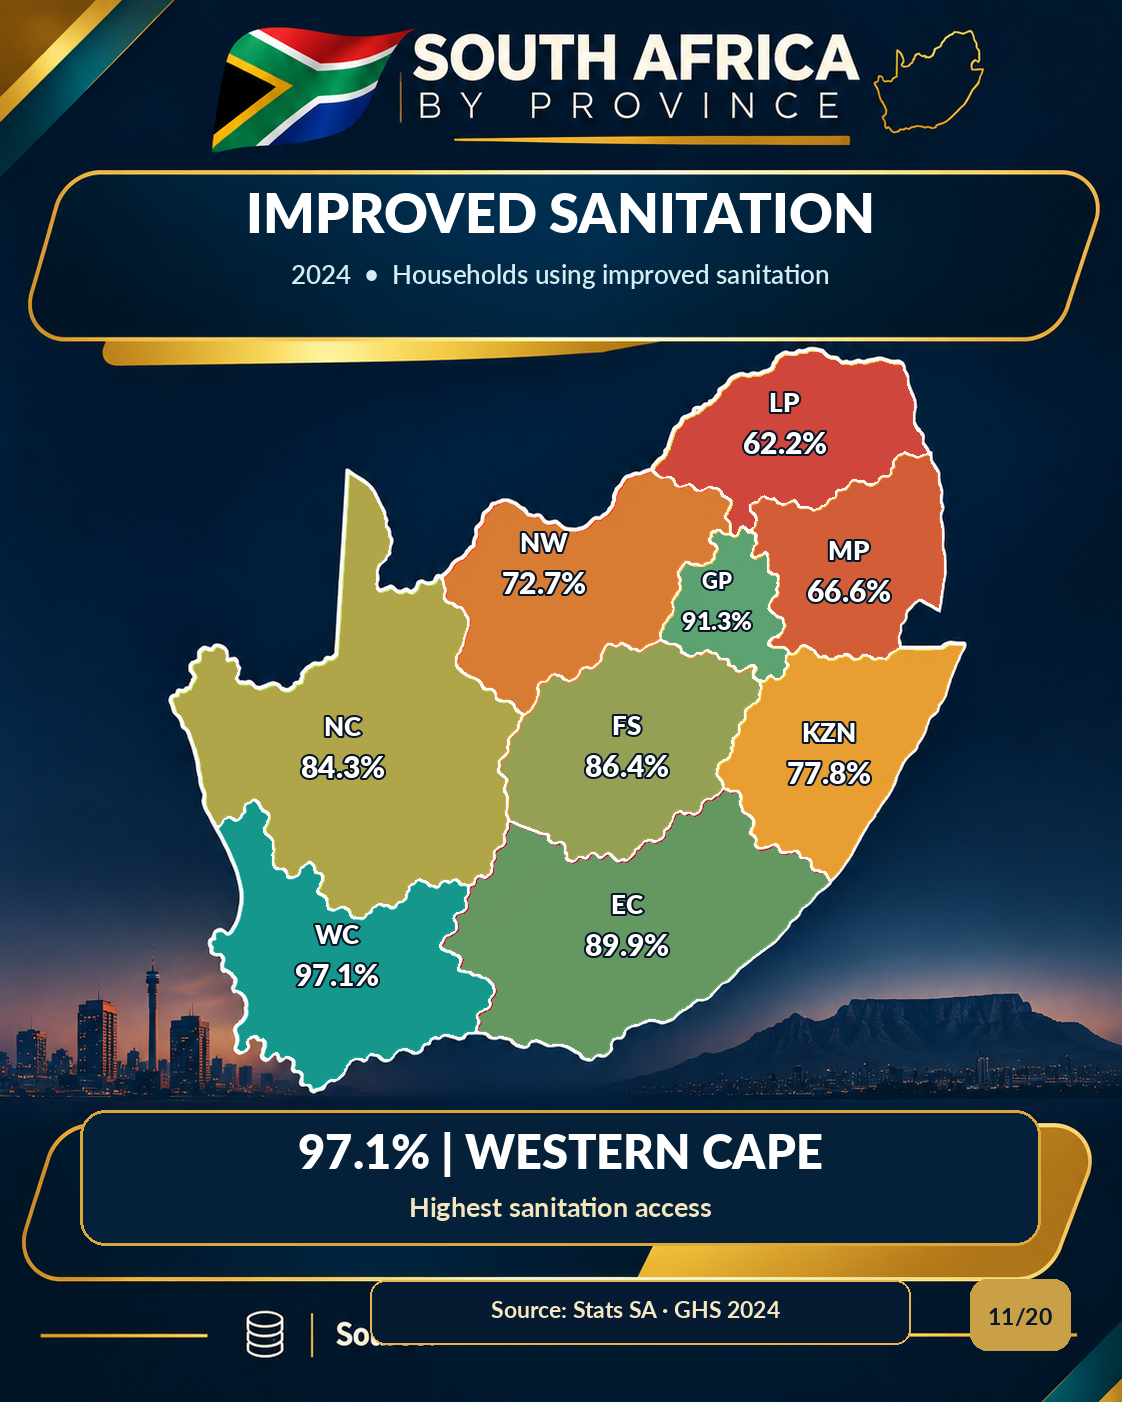 SOUTH AFRICA
BY PROVINCE
IMPROVED SANITATION
2024 • Households using improved sanitation
LP
62.2%
NW
72.7%
MP
66.6%
GP
91.3%
NC
84.3%
FS
86.4%
KZN
77.8%
EC
89.9%
WC
97.1%
97.1% | WESTERN CAPE
Highest sanitation access
Source: Stats SA · GHS 2024
11/20